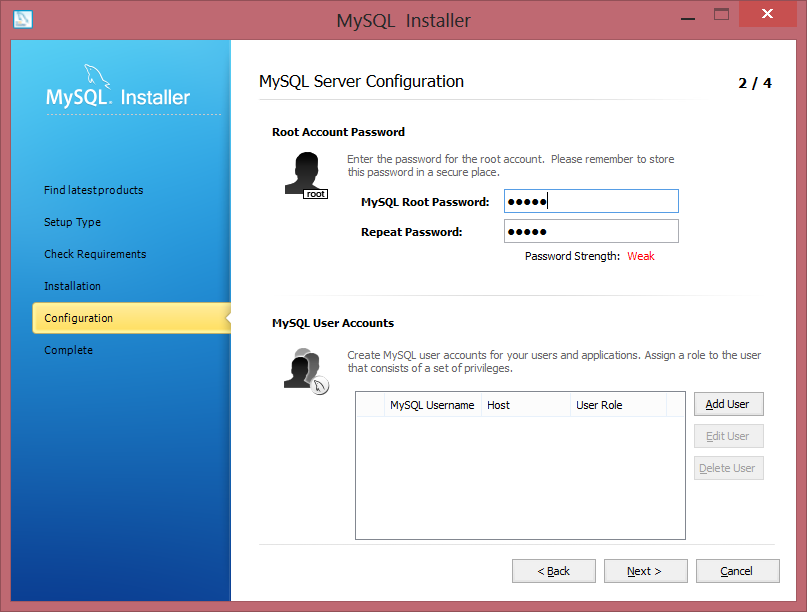 MySQL Installer
MySQL Installer
Find latest products
Setup Type
Check Requirements
Installation
Configuration
Complete
MySQL Server Configuration
2 / 4
Root Account Password
Enter the password for the root account. Please remember to store
this password in a secure place.
root
MySQL Root Password: ●●●●●
Repeat Password: ●●●●●
Password Strength: Weak
MySQL User Accounts
Create MySQL user accounts for your users and applications. Assign a role to the user
that consists of a set of privileges.
MySQL Username Host User Role
Add User
Edit User
Delete User
< Back Next > Cancel